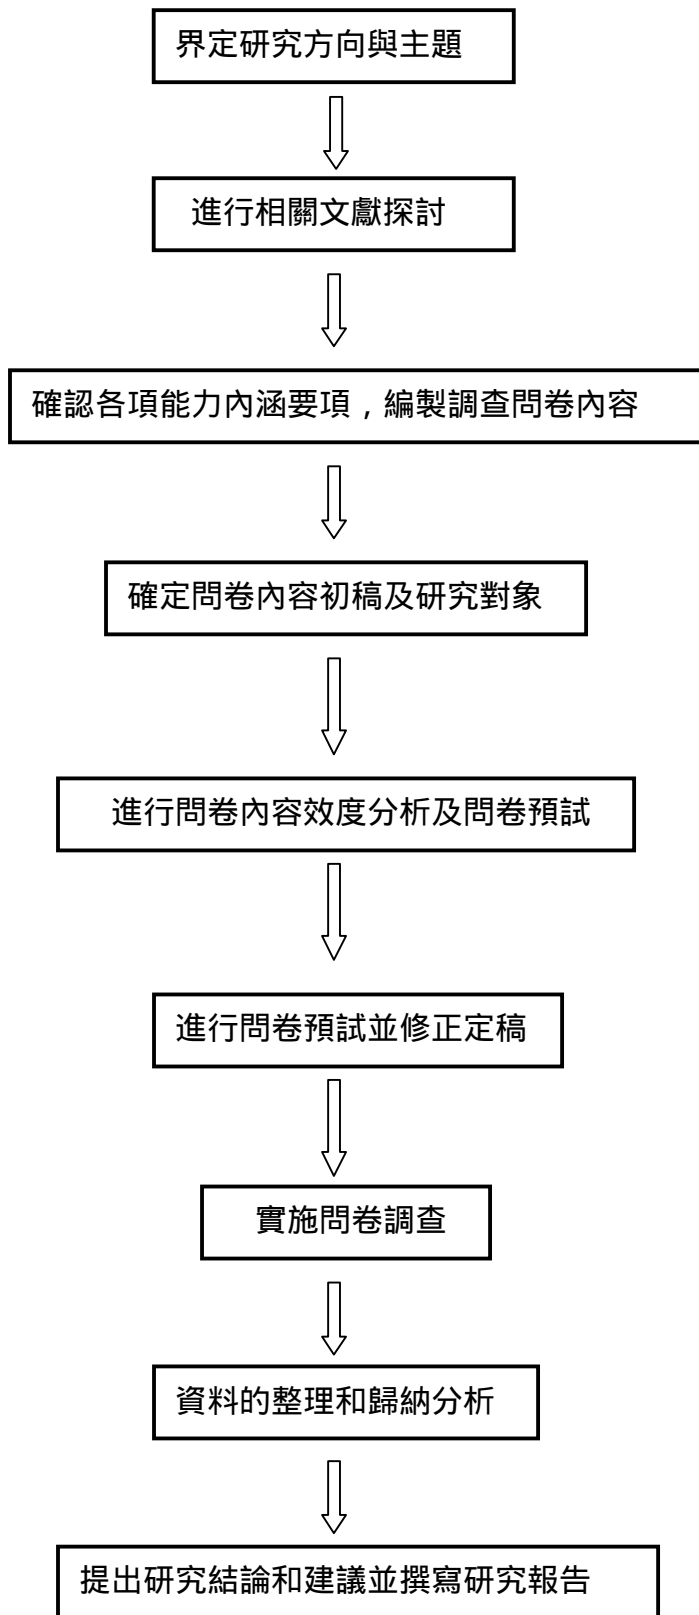 界定研究方向與主題
進行相關文獻探討
確認各項能力內涵要項，編製調查問卷內容
確定問卷內容初稿及研究對象
進行問卷內容效度分析及問卷預試
進行問卷預試並修正定稿
實施問卷調查
資料的整理和歸納分析
提出研究結論和建議並撰寫研究報告